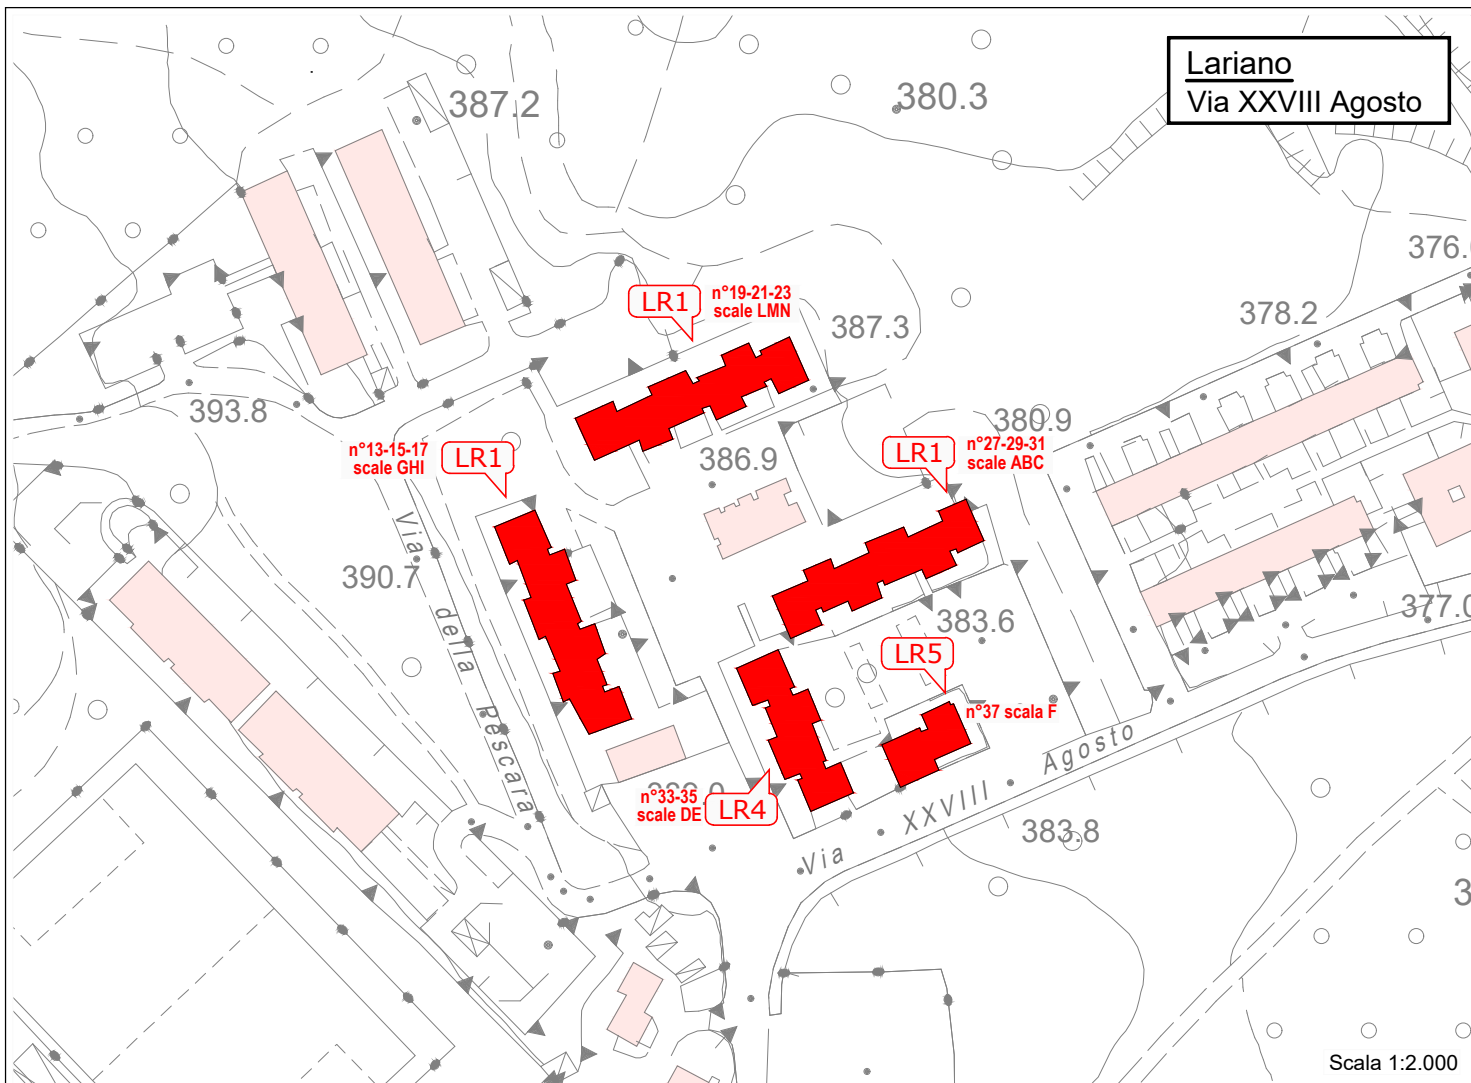 Lariano
Via XXVIII Agosto
387.2
380.3
376.
LR1
n°19-21-23
scale LMN
387.3
378.2
393.8
380.9
n°13-15-17
scale GHI
LR1
386.9
LR1
n°27-29-31
scale ABC
390.7
Via della Pescara
383.6
377.0
LR5
n°37 scala F
n°33-35
scale DE
LR4
Via XXVIII Agosto
383.8
3
Scala 1:2.000